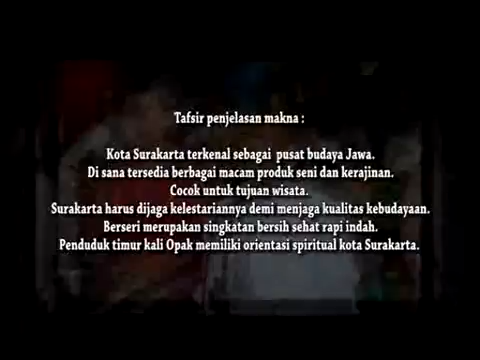 Tafsir penjelasan makna :
Kota Surakarta terkenal sebagai pusat budaya Jawa.
Di sana tersedia berbagai macam produk seni dan kerajinan.
Cocok untuk tujuan wisata.
Surakarta harus dijaga kelestariannya demi menjaga kualitas kebudayaan.
Berseri merupakan singkatan bersih sehat rapi indah.
Penduduk timur kali Opak memiliki orientasi spiritual kota Surakarta.